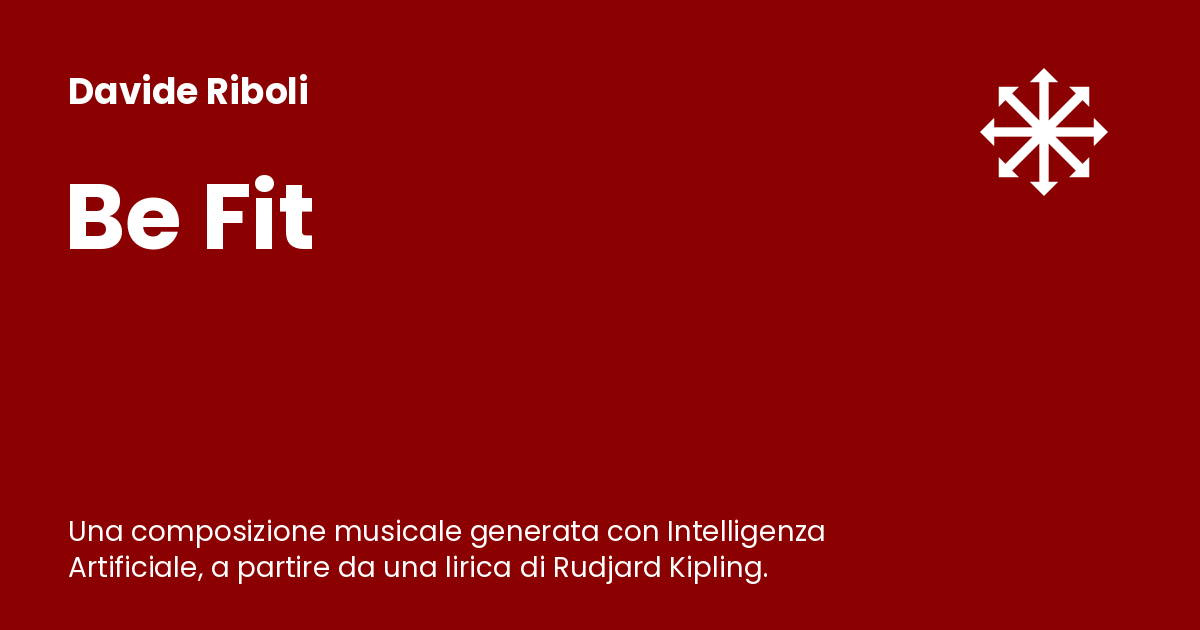 Davide Riboli
Be Fit
Una composizione musicale generata con Intelligenza
Artificiale, a partire da una lirica di Rudjard Kipling.